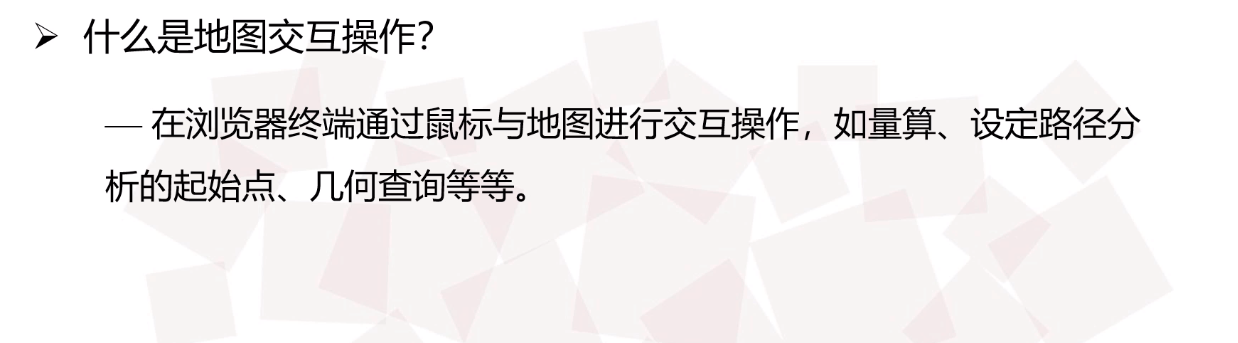 ➢ 什么是地图交互操作？
— 在浏览器终端通过鼠标与地图进行交互操作，如量算、设定路径分
析的起始点、几何查询等等。